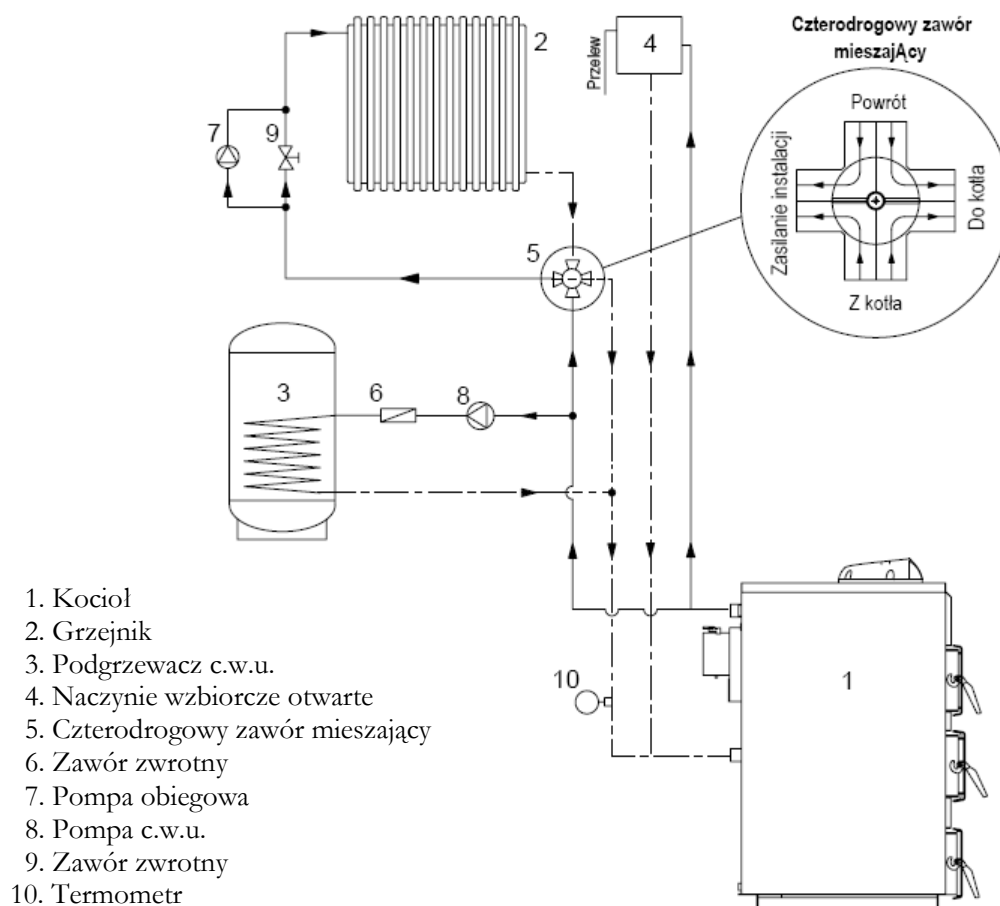 Czterodrogowy zawór
mieszajĄcy
Powrót
Zasilanie instalacji
Do kotła
Z kotła
2
4
Przelew
7
9
5
3
6
8
10
1
1. Kocioł
2. Grzejnik
3. Podgrzewacz c.w.u.
4. Naczynie wzbiorcze otwarte
5. Czterodrogowy zawór mieszający
6. Zawór zwrotny
7. Pompa obiegowa
8. Pompa c.w.u.
9. Zawór zwrotny
10. Termometr